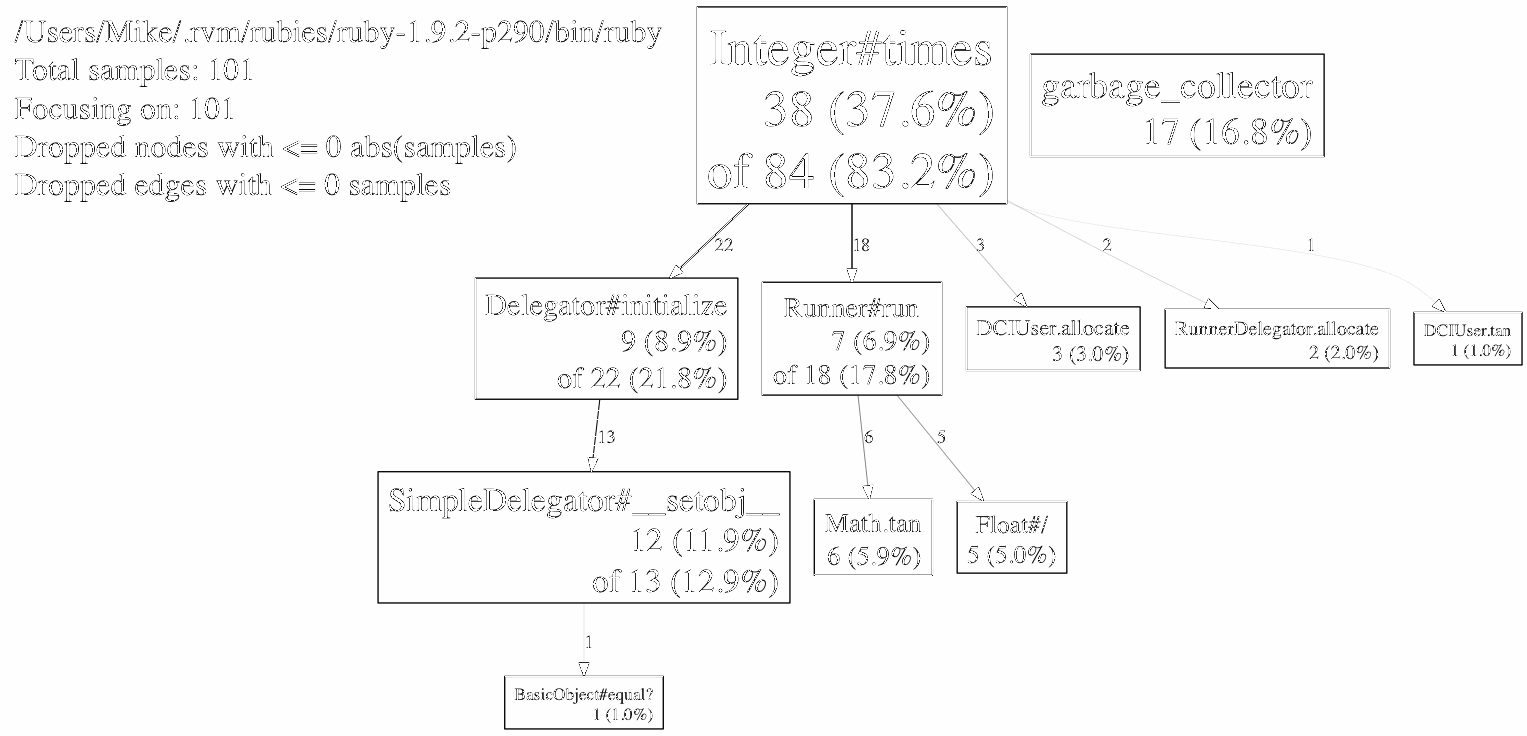 /Users/Mike/.rvm/rubies/ruby-1.9.2-p290/bin/ruby
Total samples: 101
Focusing on: 101
Dropped nodes with <= 0 abs(samples)
Dropped edges with <= 0 samples
Integer#times
38 (37.6%)
of 84 (83.2%)
garbage_collector
17 (16.8%)
22
18
3
2
1
Delegator#initialize
9 (8.9%)
of 22 (21.8%)
Runner#run
7 (6.9%)
of 18 (17.8%)
DCIUser.allocate
3 (3.0%)
RunnerDelegator.allocate
2 (2.0%)
DCIUser.tan
1 (1.0%)
13
6
5
SimpleDelegator#__setobj__
12 (11.9%)
of 13 (12.9%)
Math.tan
6 (5.9%)
Float#/
5 (5.0%)
1
BasicObject#equal?
1 (1.0%)